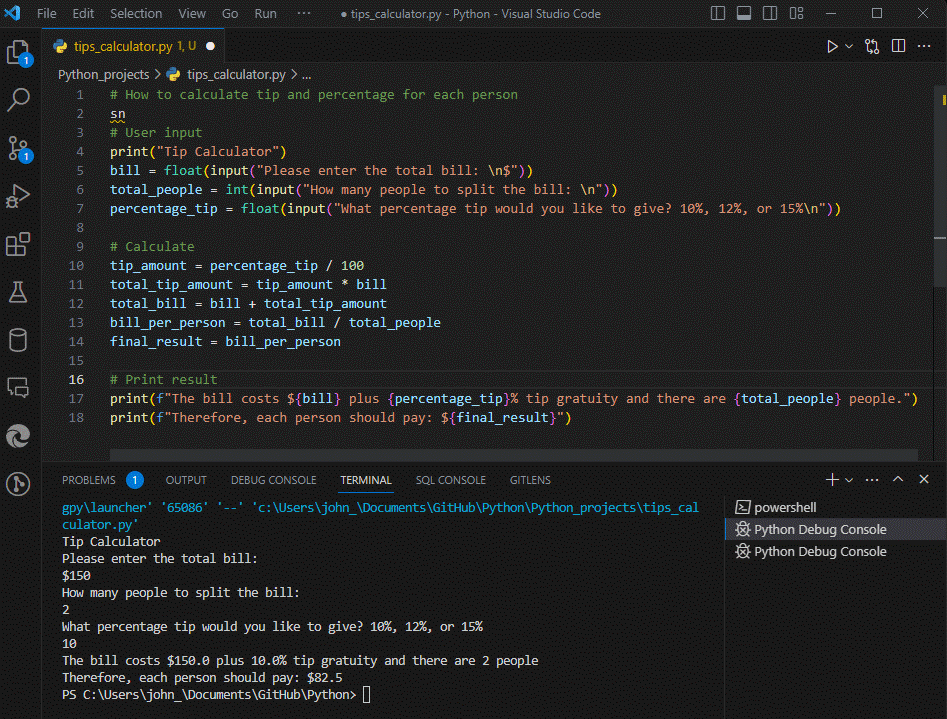 File Edit Selection View Go Run ··· ● tips_calculator.py - Python - Visual Studio Code
tips_calculator.py 1, U ●
Python_projects > tips_calculator.py > ...
1 # How to calculate tip and percentage for each person
2 sn
3 # User input
4 print("Tip Calculator")
5 bill = float(input("Please enter the total bill: \n$"))
6 total_people = int(input("How many people to split the bill: \n"))
7 percentage_tip = float(input("What percentage tip would you like to give? 10%, 12%, or 15%\n"))
8
9 # Calculate
10 tip_amount = percentage_tip / 100
11 total_tip_amount = tip_amount * bill
12 total_bill = bill + total_tip_amount
13 bill_per_person = total_bill / total_people
14 final_result = bill_per_person
15
16 # Print result
17 print(f"The bill costs ${bill} plus {percentage_tip}% tip gratuity and there are {total_people} people.")
18 print(f"Therefore, each person should pay: ${final_result}")
1
1
PROBLEMS 1 OUTPUT DEBUG CONSOLE TERMINAL SQL CONSOLE GITLENS
gpy\launcher' '65086' '--' 'c:\Users\john_\Documents\GitHub\Python\Python_projects\tips_cal
culator.py'
Tip Calculator
Please enter the total bill:
$150
How many people to split the bill:
2
What percentage tip would you like to give? 10%, 12%, or 15%
10
The bill costs $150.0 plus 10.0% tip gratuity and there are 2 people
Therefore, each person should pay: $82.5
PS C:\Users\john_\Documents\GitHub\Python>
powershell
Python Debug Console
Python Debug Console